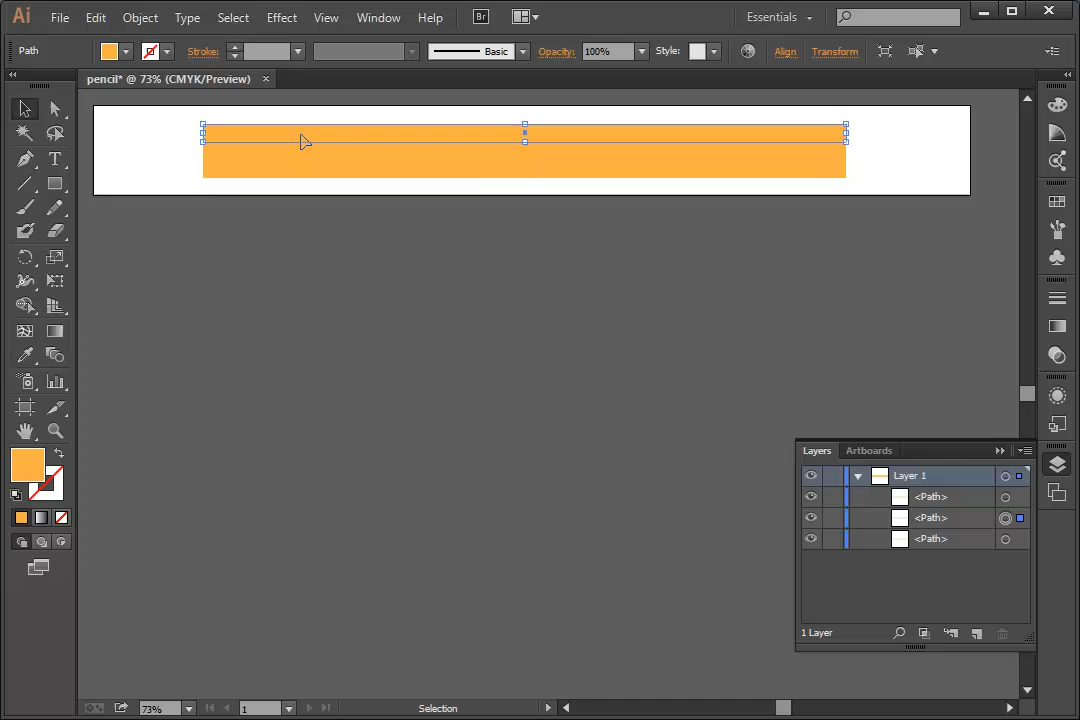 Ai File Edit Object Type Select Effect View Window Help Br Essentials
Path Stroke: Basic Opacity: 100% Style: Align Transform
pencil* @ 73% (CMYK/Preview) ×
T
Layers Artboards
Layer 1
<Path>
<Path>
<Path>
1 Layer
73% 1 Selection